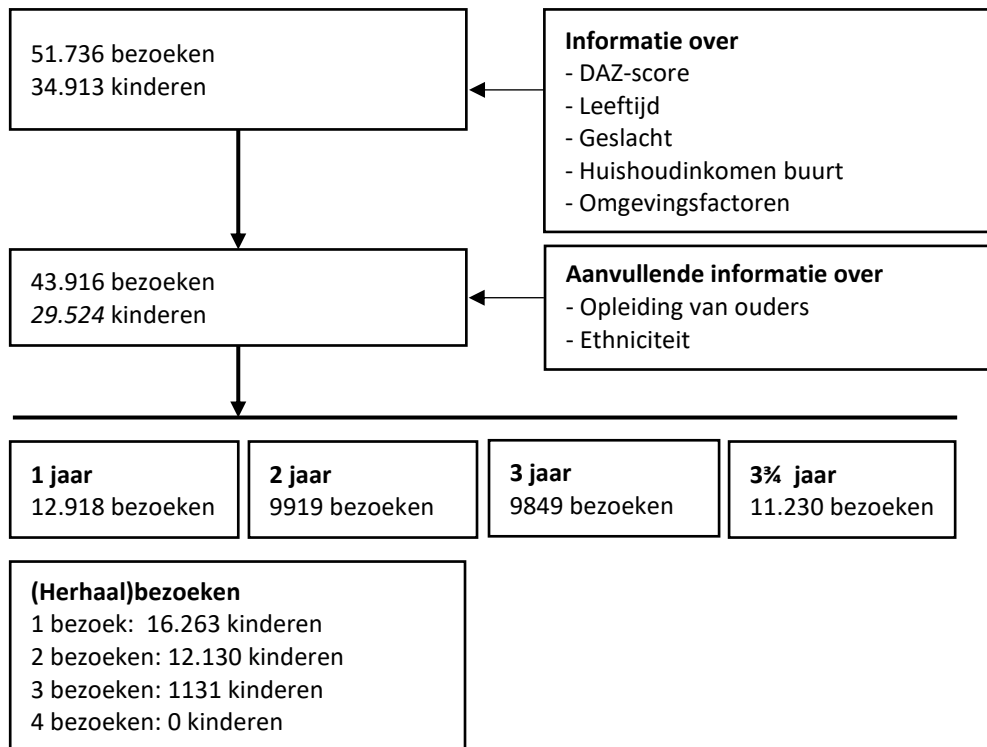 51.736 bezoeken
34.913 kinderen
Informatie over
- DAZ-score
- Leeftijd
- Geslacht
- Huishoudinkomen buurt
- Omgevingsfactoren
43.916 bezoeken
29.524 kinderen
Aanvullende informatie over
- Opleiding van ouders
- Ethniciteit
1 jaar
12.918 bezoeken
2 jaar
9919 bezoeken
3 jaar
9849 bezoeken
3¾ jaar
11.230 bezoeken
(Herhaal)bezoeken
1 bezoek: 16.263 kinderen
2 bezoeken: 12.130 kinderen
3 bezoeken: 1131 kinderen
4 bezoeken: 0 kinderen